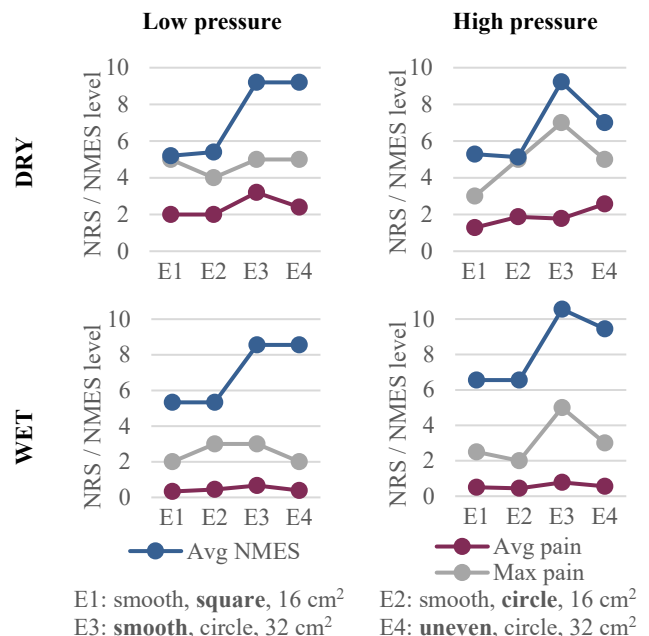 Low pressure
High pressure
DRY
NRS / NMES level
10
8
6
4
2
0
E1 E2 E3 E4
NRS / NMES level
10
8
6
4
2
0
E1 E2 E3 E4
WET
NRS / NMES level
10
8
6
4
2
0
E1 E2 E3 E4
NRS / NMES level
10
8
6
4
2
0
E1 E2 E3 E4
Avg NMES
Avg pain
Max pain
E1: smooth, square, 16 cm²
E2: smooth, circle, 16 cm²
E3: smooth, circle, 32 cm²
E4: uneven, circle, 32 cm²